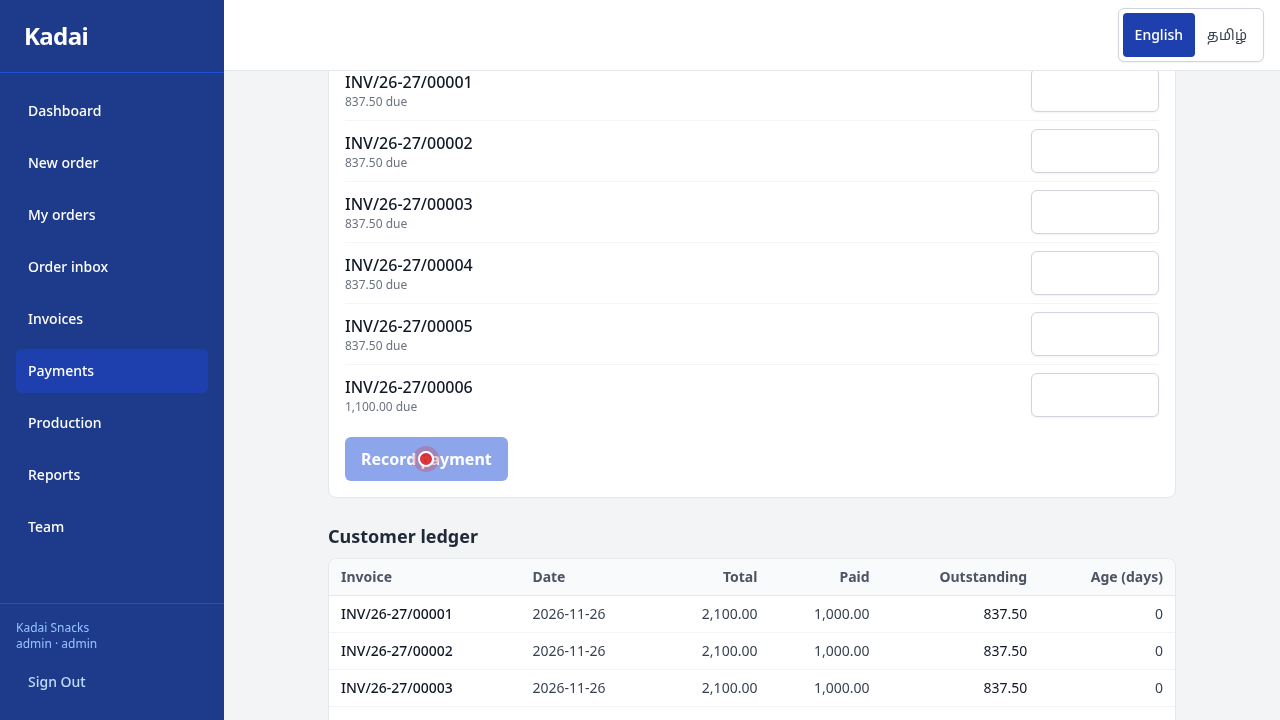 Kadai
English
தமிழ்
Dashboard
New order
My orders
Order inbox
Invoices
Payments
Production
Reports
Team
Kadai Snacks
admin · admin
Sign Out
INV/26-27/00001
837.50 due
INV/26-27/00002
837.50 due
INV/26-27/00003
837.50 due
INV/26-27/00004
837.50 due
INV/26-27/00005
837.50 due
INV/26-27/00006
1,100.00 due
Record payment
Customer ledger
Invoice Date Total Paid Outstanding Age (days)
INV/26-27/00001 2026-11-26 2,100.00 1,000.00 837.50 0
INV/26-27/00002 2026-11-26 2,100.00 1,000.00 837.50 0
INV/26-27/00003 2026-11-26 2,100.00 1,000.00 837.50 0